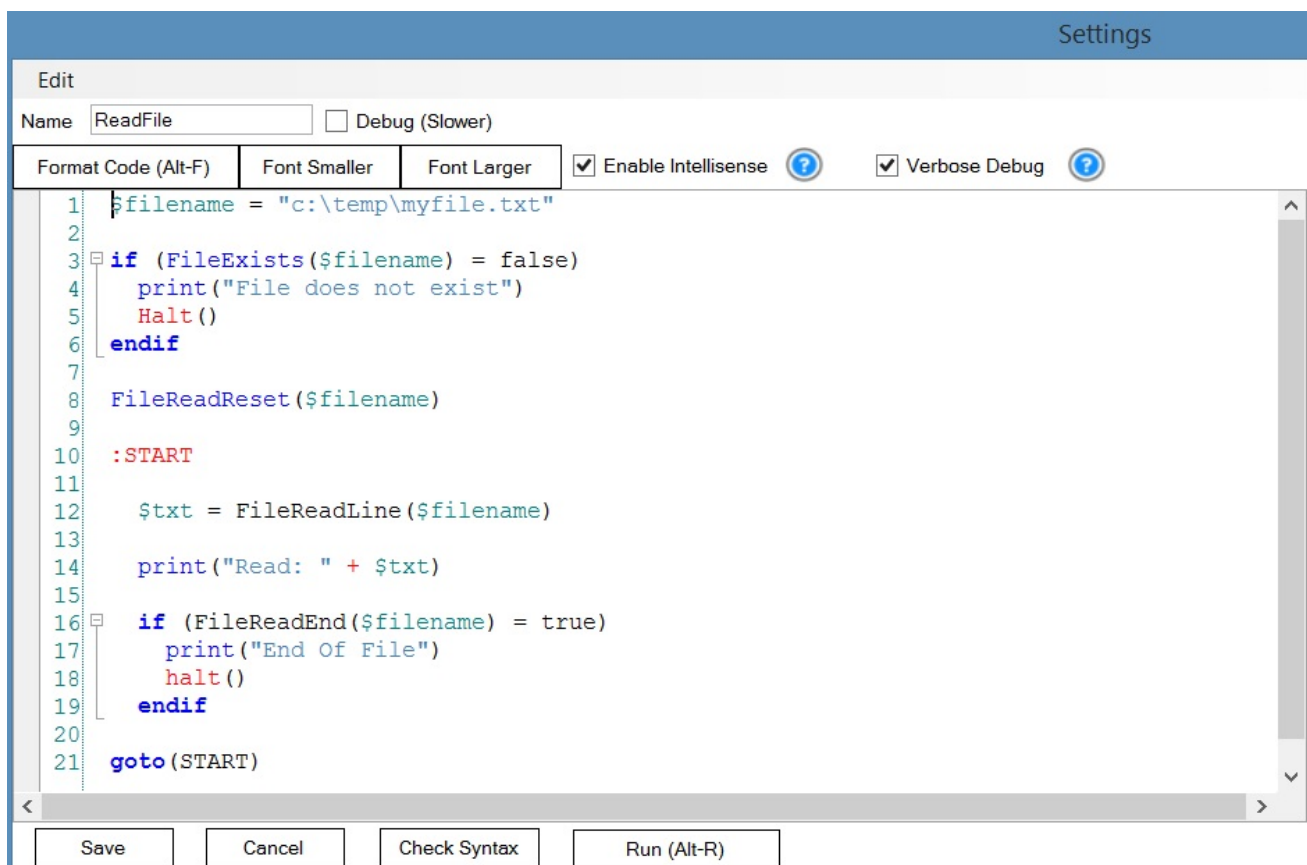 Settings
Edit
Name ReadFile Debug (Slower)
Format Code (Alt-F) Font Smaller Font Larger Enable Intellisense ? Verbose Debug ?
1 $filename = "c:\temp\myfile.txt"
2
3 if (FileExists($filename) = false)
4 print("File does not exist")
5 Halt()
6 endif
7
8 FileReadReset($filename)
9
10 :START
11
12 $txt = FileReadLine($filename)
13
14 print("Read: " + $txt)
15
16 if (FileReadEnd($filename) = true)
17 print("End Of File")
18 halt()
19 endif
20
21 goto(START)
Save Cancel Check Syntax Run (Alt-R)